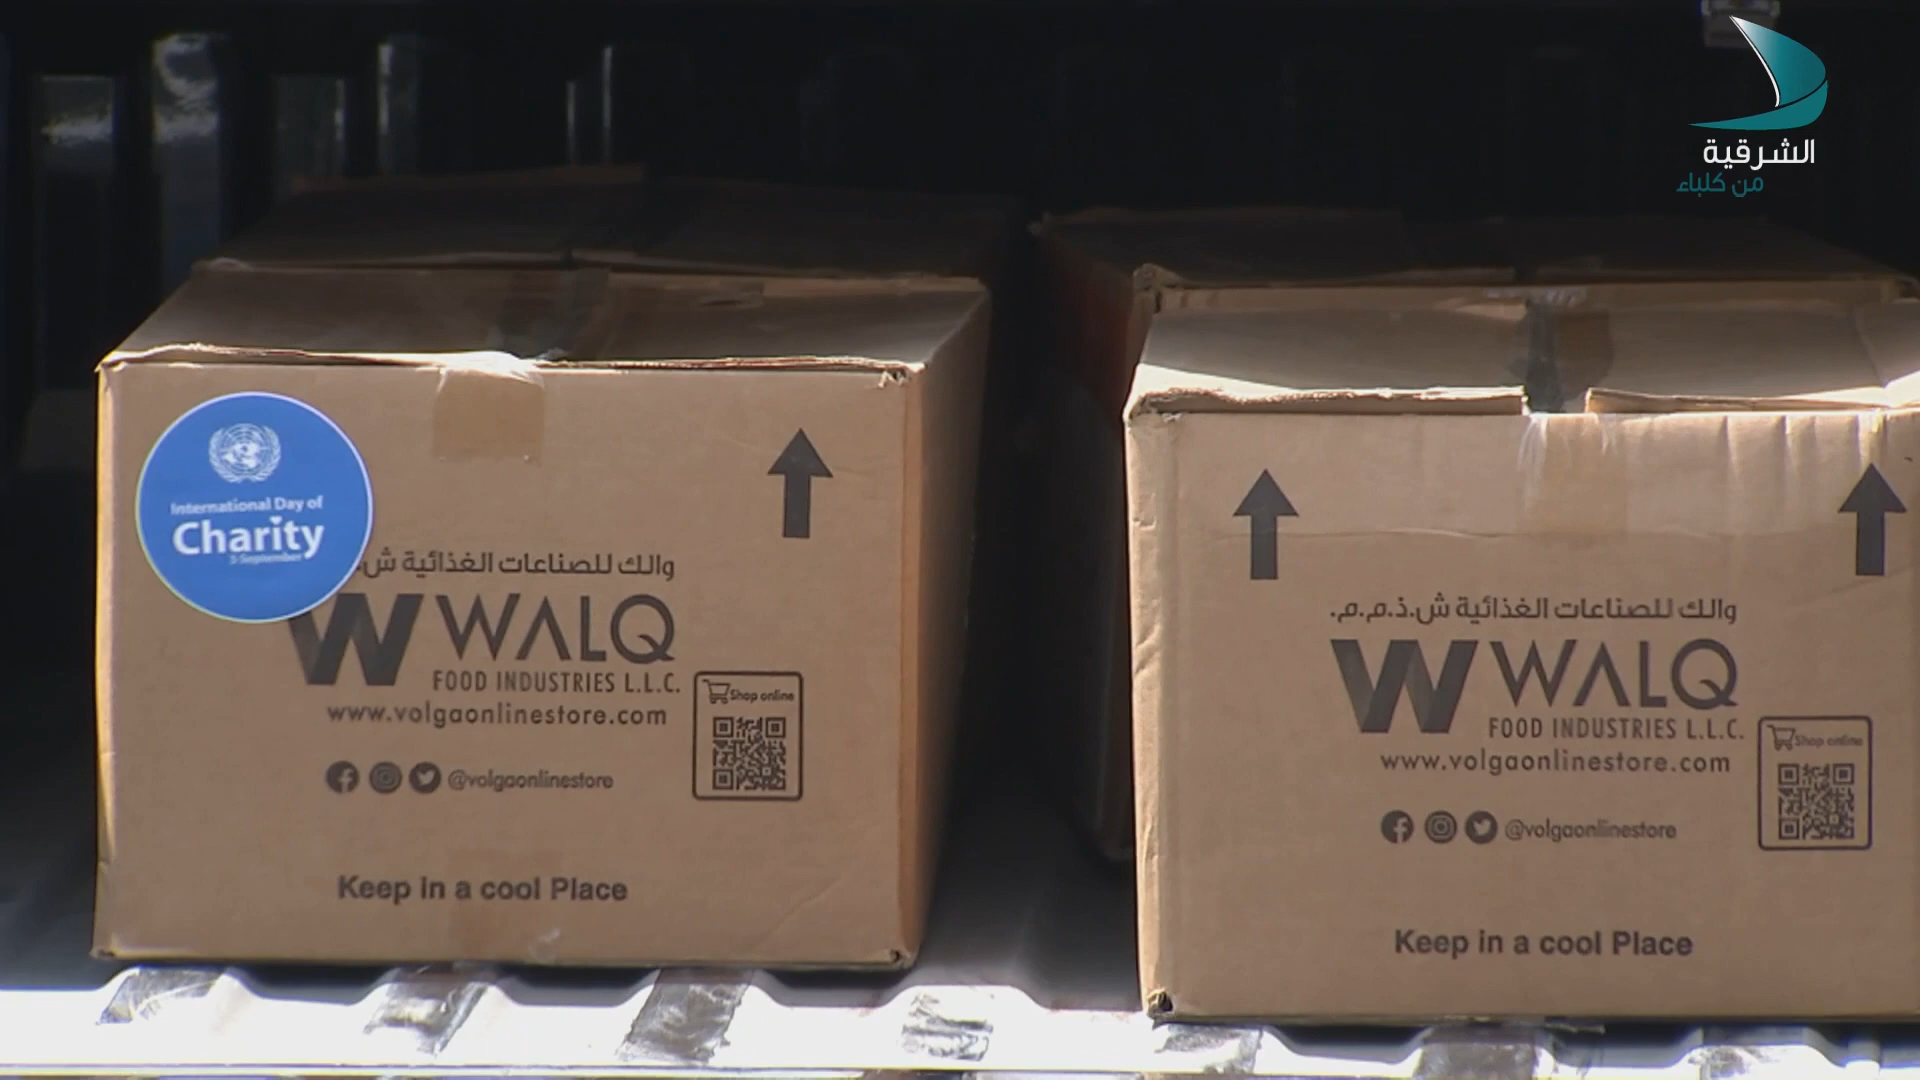 الشرقية
من كلباء
International Day of
Charity
5 September
والك للصناعات الغذائية ش.
W WALQ
FOOD INDUSTRIES L.L.C.
www.volgaonlinestore.com
Shop online
@volgaonlinestore
Keep in a cool Place
والك للصناعات الغذائية ش.ذ.م.م.
W WALQ
FOOD INDUSTRIES L.L.C.
www.volgaonlinestore.com
Shop online
@volgaonlinestore
Keep in a cool Place